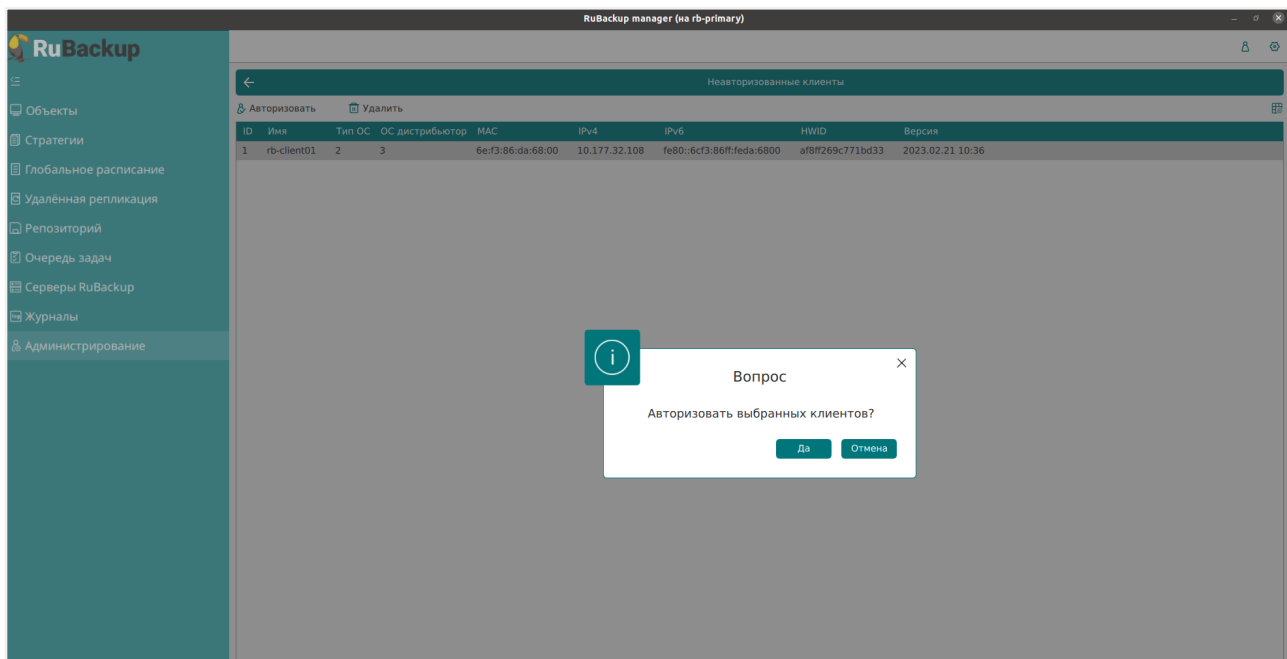 RuBackup manager (на rb-primary)
RuBackup
Объекты
Стратегии
Глобальное расписание
Удалённая репликация
Репозиторий
Очередь задач
Серверы RuBackup
Журналы
Администрирование
Неавторизованные клиенты
Авторизовать Удалить
ID Имя Тип ОС ОС дистрибьютор MAC IPv4 IPv6 HWID Версия
1 rb-client01 2 3 6e:f3:86:da:68:00 10.177.32.108 fe80::6cf3:86ff:feda:6800 af8ff269c771bd33 2023.02.21 10:36
Вопрос
Авторизовать выбранных клиентов?
Да Отмена